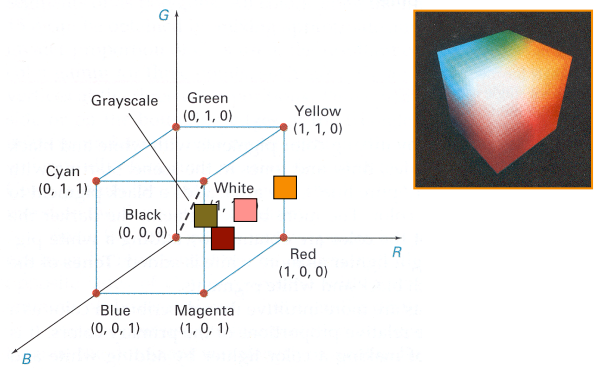 G
Green
(0, 1, 0)
Grayscale
Yellow
(1, 1, 0)
Cyan
(0, 1, 1)
White
Black
(0, 0, 0)
R
Red
(1, 0, 0)
Blue
(0, 0, 1)
Magenta
(1, 0, 1)
B